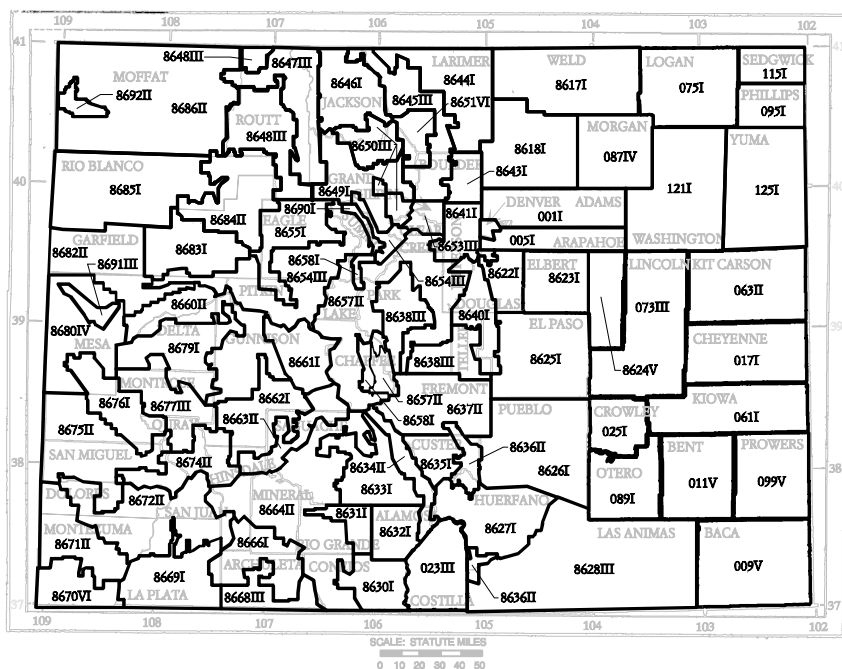 109 108 107 106 105 104 103 102
41 41
8648III 8647III LARIMER WELD LOGAN SEDGWICK
MOFFAT 8646I 8644I 8617I 075I 115I
8692II 8645III PHILLIPS
8686II JACKSON 8651VI 095I
ROUTT MORGAN
8648III 8650III 8618I 087IV YUMA
RIO BLANCO BOULDER 8643I
40 GRAND 40
8685I 8649I 121I 125I
8690I DENVER ADAMS
8684II EAGLE 8641I 001I
8655I
GARFIELD 8653III 005I ARAPAHOE WASHINGTON
8682II 8683I
8691III 8658I 8654III 8622I ELBERT LINCOLN KIT CARSON
8654III 8623I 063II
8660II PITKIN 8657II PARK DOUGLAS 073III
LAKE 8638III 8640I
39 EL PASO 39
8680IV DELTA GUNNISON CHEYENNE
MESA 8679I 8661I CHAFFEE 8638III TELLER 8625I 017I
8624V
MONTROSE 8657II FREMONT KIOWA
8676I 8677III 8662I 8658I 8637II PUEBLO CROWLEY 061I
OURAY 8663II SAGUACHE 025I
8675II CUSTER 8636II BENT PROWERS
SAN MIGUEL 8674II 8634II 8635I 8626I
38 HINSDALE OTERO 011V 099V 38
DOLORES 8633I 089I
8672II MINERAL HUERFANO
SAN JUAN 8664II 8631I ALAMOSA
MONTEZUMA 8632I 8627I LAS ANIMAS BACA
8671II 8666I RIO GRANDE
ARCHULETA CONEJOS 023III 8628III 009V
8669I 8630I
8670VI LA PLATA 8668III COSTILLA 8636II
37 37
109 108 107 106 105 104 103 102
SCALE: STATUTE MILES
0 10 20 30 40 50